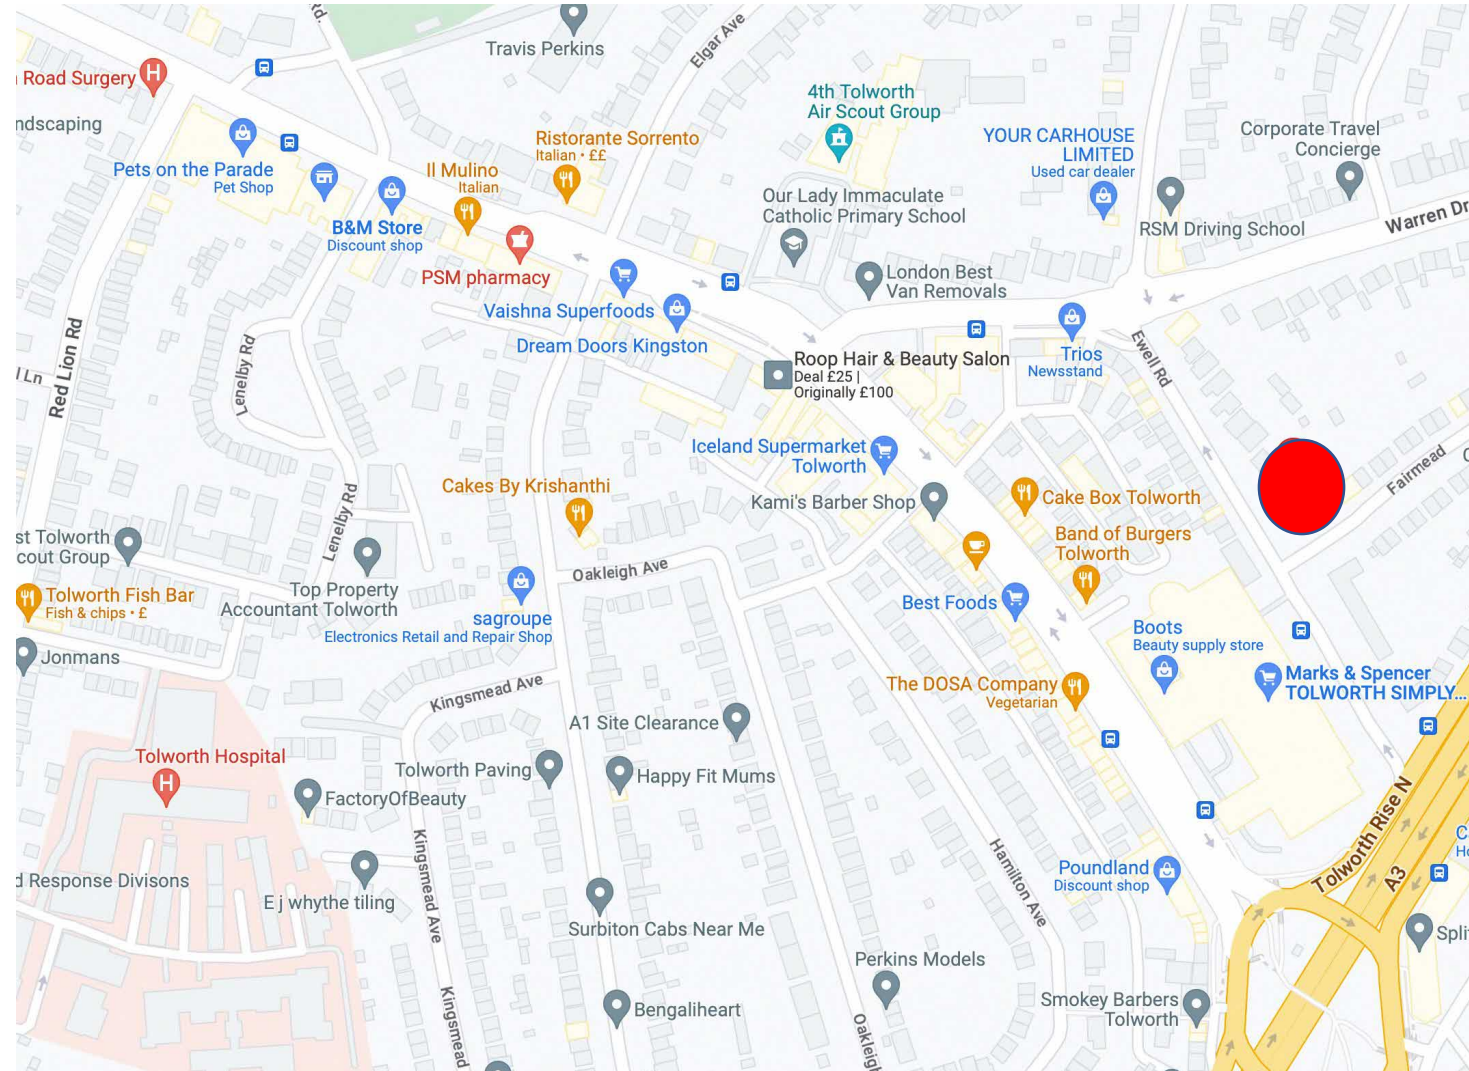 Rd.
Travis Perkins
Elgar Ave
Road Surgery
ndscaping
4th Tolworth
Air Scout Group
YOUR CARHOUSE
LIMITED
Used car dealer
Corporate Travel
Concierge
Ristorante Sorrento
Italian • ££
Pets on the Parade
Pet Shop
Il Mulino
Italian
Our Lady Immaculate
Catholic Primary School
RSM Driving School
Warren Dr
B&M Store
Discount shop
PSM pharmacy
London Best
Van Removals
Vaishna Superfoods
Dream Doors Kingston
Red Lion Rd
Lenelby Rd
l Ln
Roop Hair & Beauty Salon
Deal £25 |
Originally £100
Trios
Newsstand
Ewell Rd
Iceland Supermarket
Tolworth
Fairmead
C
Cakes By Krishanthi
Kami's Barber Shop
Cake Box Tolworth
Lenelby Rd
st Tolworth
cout Group
Band of Burgers
Tolworth
Oakleigh Ave
Top Property
Accountant Tolworth
Tolworth Fish Bar
Fish & chips • £
sagroupe
Electronics Retail and Repair Shop
Best Foods
Boots
Beauty supply store
Jonmans
Marks & Spencer
TOLWORTH SIMPLY...
Kingsmead Ave
The DOSA Company
Vegetarian
A1 Site Clearance
Tolworth Hospital
Tolworth Paving
Happy Fit Mums
FactoryOfBeauty
Tolworth Rise N
A3
C
Ho
Kingsmead Ave
Hamilton Ave
Poundland
Discount shop
d Response Divisons
E j whythe tiling
Surbiton Cabs Near Me
Split
Perkins Models
Kingsmead
Bengaliheart
Oakleigh
Smokey Barbers
Tolworth